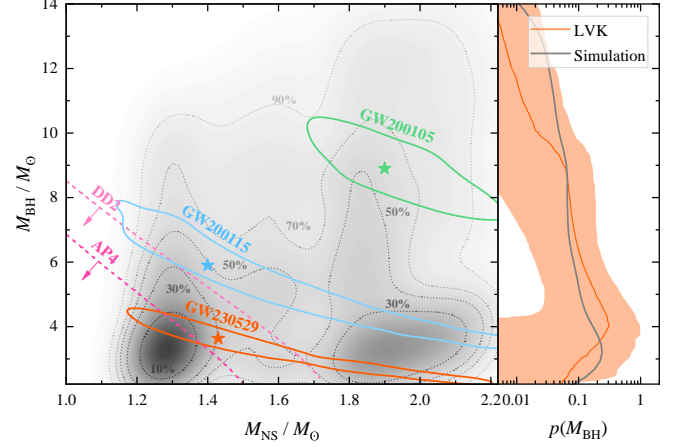 14
12
10
8
6
4
M_BH / M_⊙
90%
GW200105
DD2
GW200115
70%
50%
50%
AP4
30%
GW230529
30%
10%
1.0 1.2 1.4 1.6 1.8 2.0 2.2
M_NS / M_⊙
LVK
Simulation
0.01 0.1 1
p(M_BH)